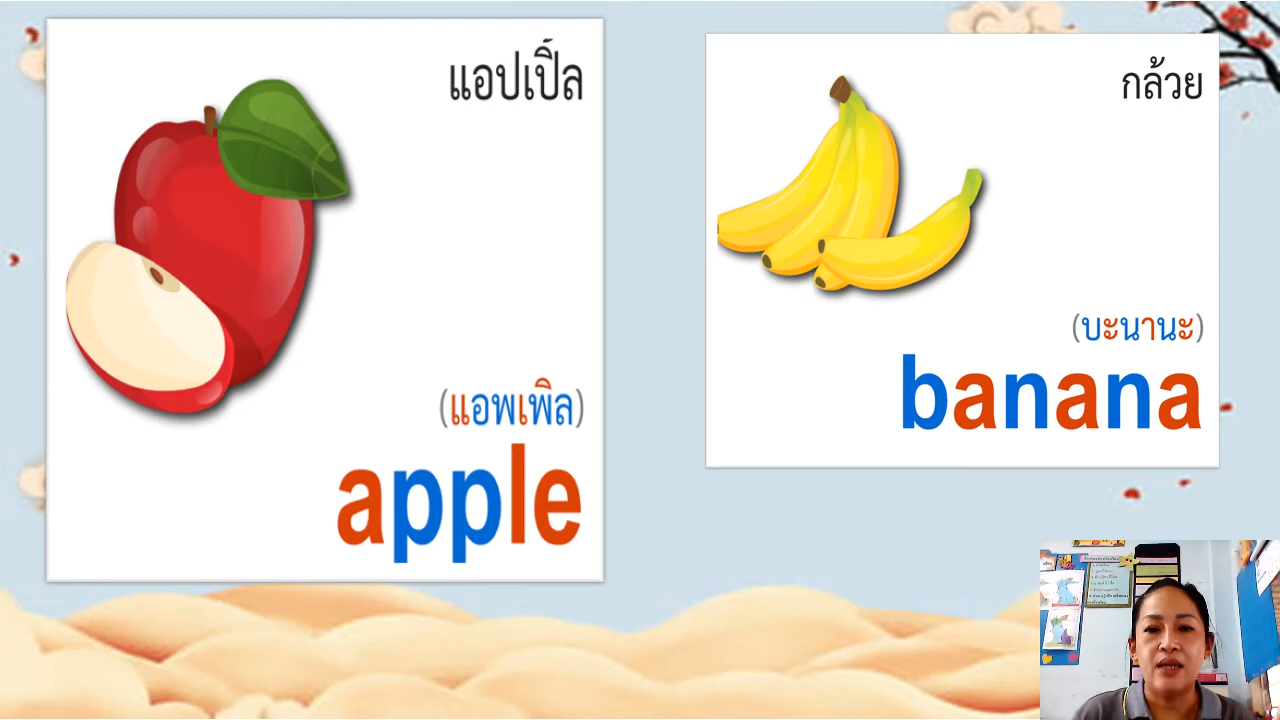 แอปเปิ้ล
(แอพเพิล)
apple
กล้วย
(บะนานะ)
banana